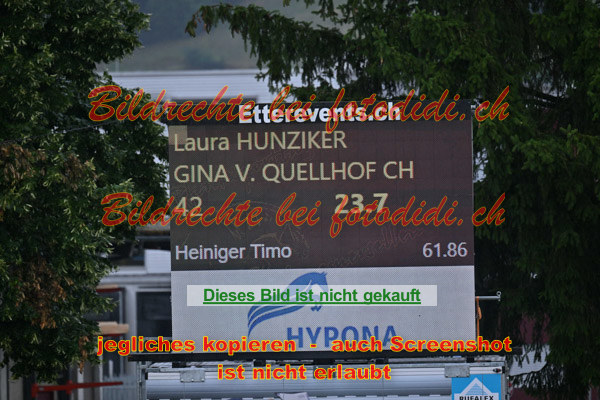 Bildrechte bei fotodidi.ch
Etterevents.ch
Laura HUNZIKER
GINA V. QUELLHOF CH
42 23.7
Bildrechte bei fotodidi.ch
Heiniger Timo 61.86
Dieses Bild ist nicht gekauft
HYPONA
jegliches kopieren - auch Screenshot
ist nicht erlaubt
RUFALEX